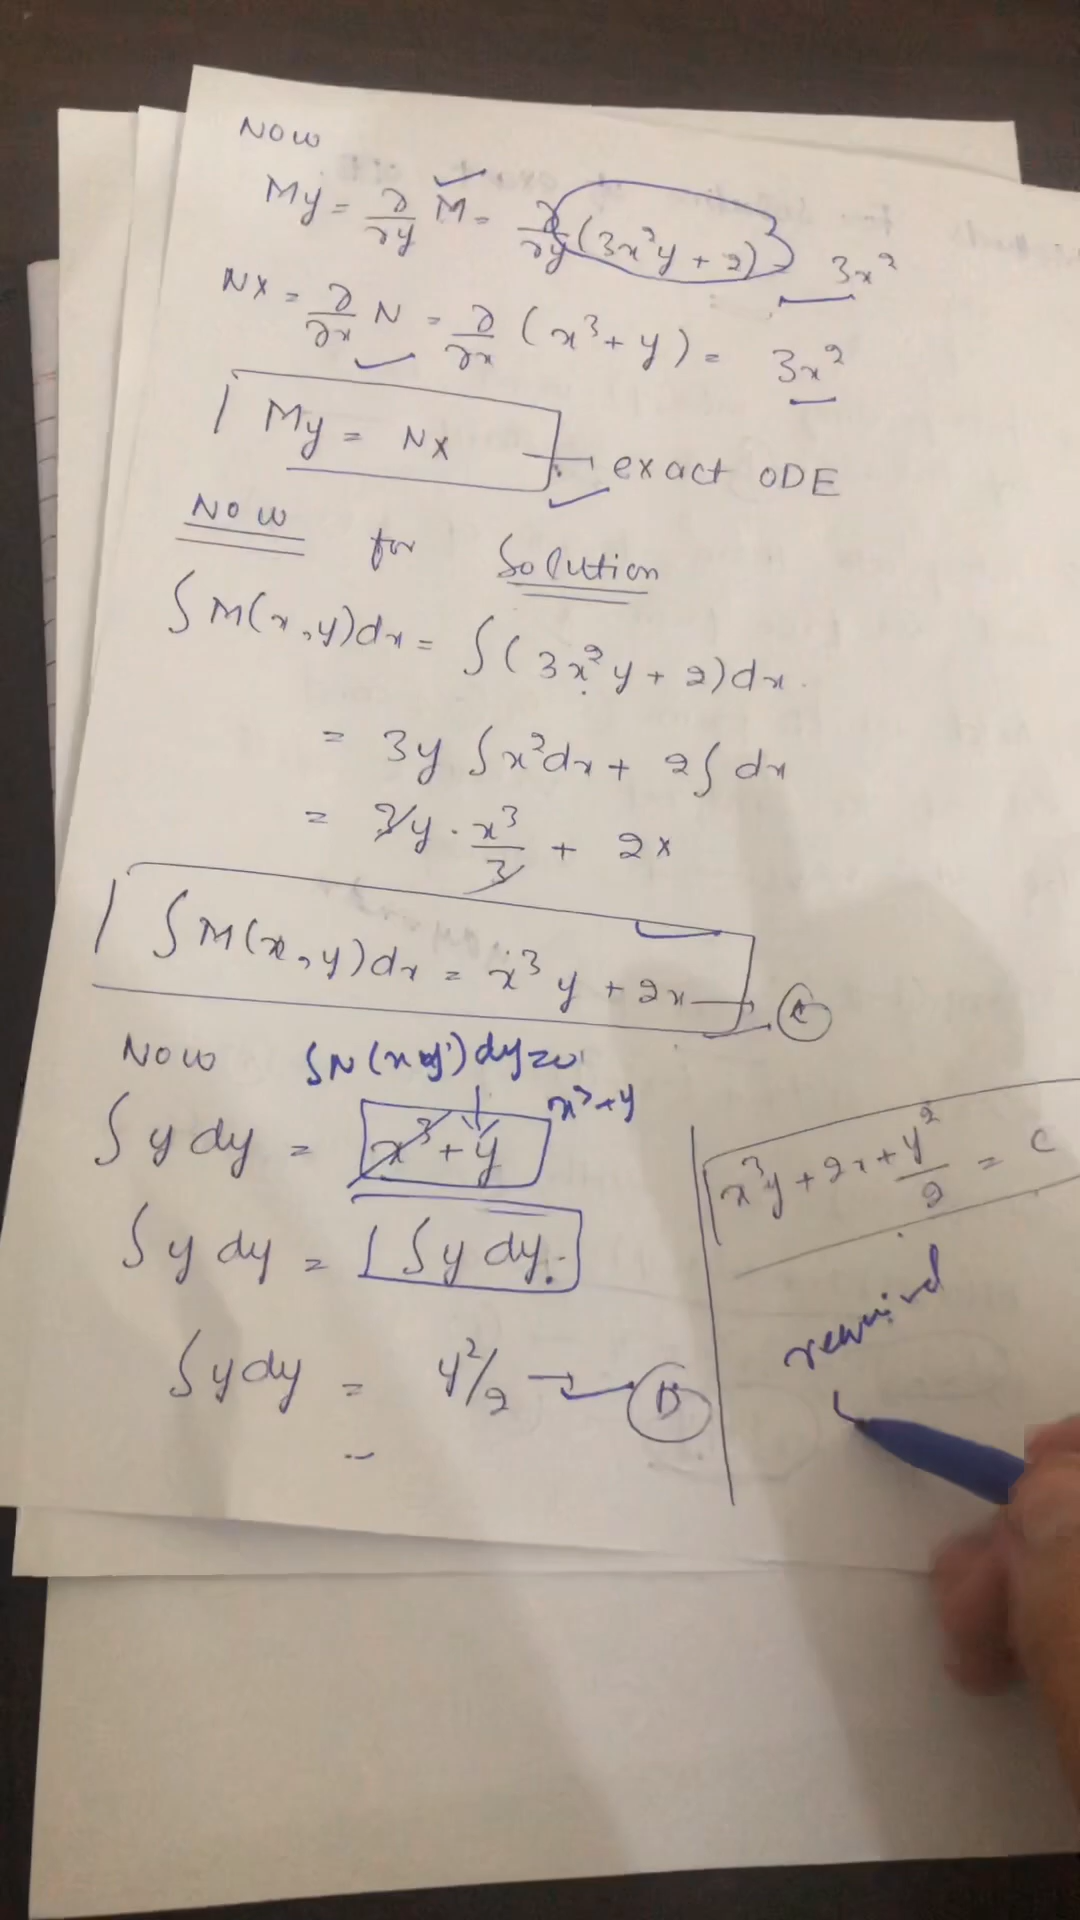 NOW
My = ∂/∂y M = ∂/∂y (3x²y + 2) 3x²
NX = ∂/∂x N = ∂/∂x (x³ + y) = 3x²
My = NX → exact ODE
NOW for Solution
∫ M(x,y)dx = ∫ (3x²y + 2)dx
= 3y ∫x²dx + 2∫ dx
= 3y · x³/3 + 2x
∫ M(x,y)dx = x³y + 2x → A
NOW
∫ y dy = x³ + y x³+y
∫ y dy = ∫ y dy.
∫ y dy = y²/2 → B
x³y + 2x + y²/2 = C